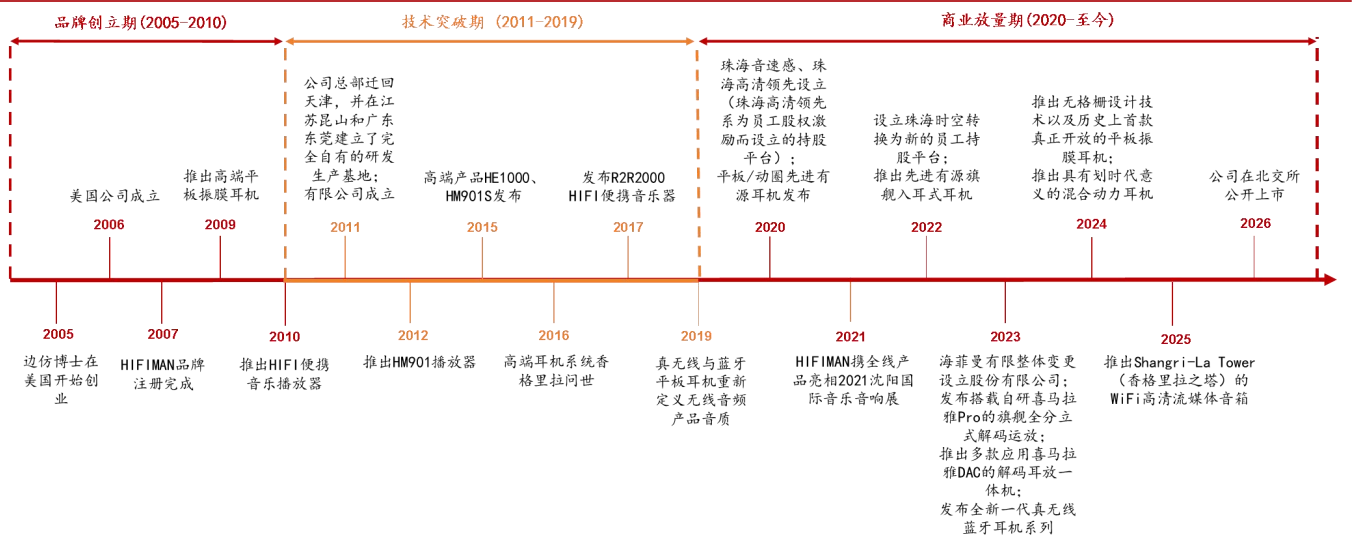 品牌创立期(2005-2010)
技术突破期 (2011-2019)
商业放量期(2020-至今)
美国公司成立
2006
推出高端平
板振膜耳机
2009
公司总部迁回
天津，并在江
苏昆山和广东
东莞建立了完
全自有的研发
生产基地；
有限公司成立
2011
高端产品HE1000、
HM901S发布
2015
发布R2R2000
HIFI便携音乐器
2017
珠海音速感、珠
海高清领先设立
（珠海高清领先
系为员工股权激
励而设立的持股
平台）；
平板/动圈先进有
源耳机发布
2020
设立珠海时空转
换为新的员工持
股平台；
推出先进有源旗
舰入耳式耳机
2022
推出无格栅设计技
术以及历史上首款
真正开放的平板振
膜耳机；
推出具有划时代意
义的混合动力耳机
2024
公司在北交所
公开上市
2026
2005
边仿博士在
美国开始创
业
2007
HIFIMAN品牌
注册完成
2010
推出HIFI便携
音乐播放器
2012
推出HM901播放器
2016
高端耳机系统香
格里拉问世
2019
真无线与蓝牙
平板耳机重新
定义无线音频
产品音质
2021
HIFIMAN携全线产
品亮相2021沈阳国
际音乐音响展
2023
海菲曼有限整体变更
设立股份有限公司；
发布搭载自研喜马拉
雅Pro的旗舰全分立
式解码运放；
推出多款应用喜马拉
雅DAC的解码耳放一
体机；
发布全新一代真无线
蓝牙耳机系列
2025
推出Shangri-La Tower
（香格里拉之塔）的
WiFi高清流媒体音箱